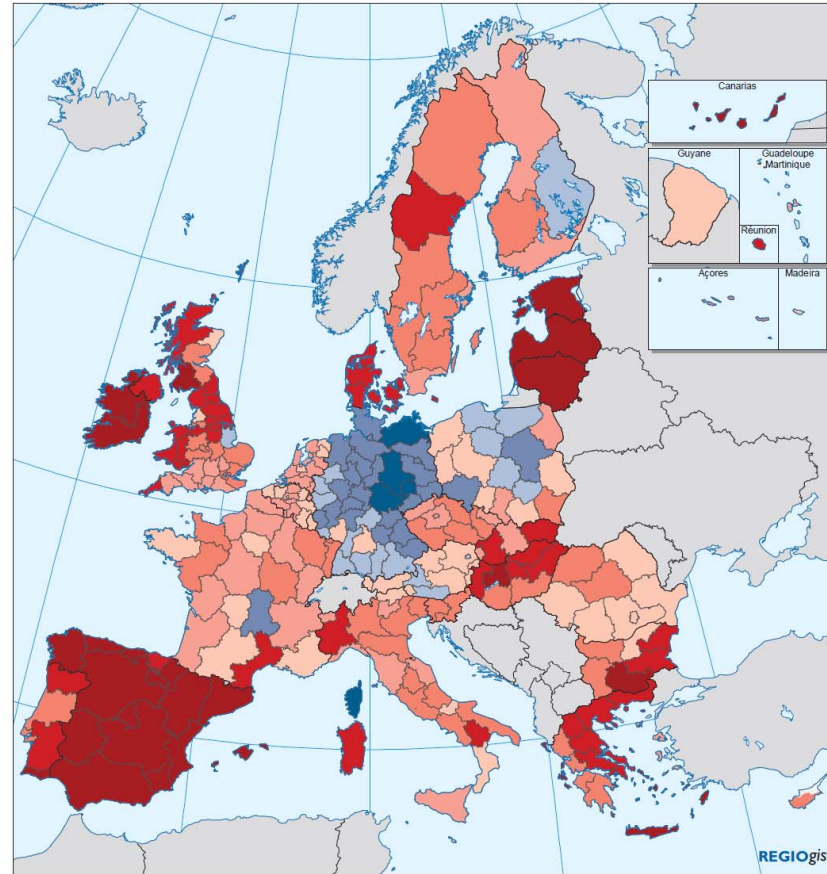 Canarias
Guyane
Guadeloupe
Martinique
Réunion
Açores
Madeira
REGIOgis